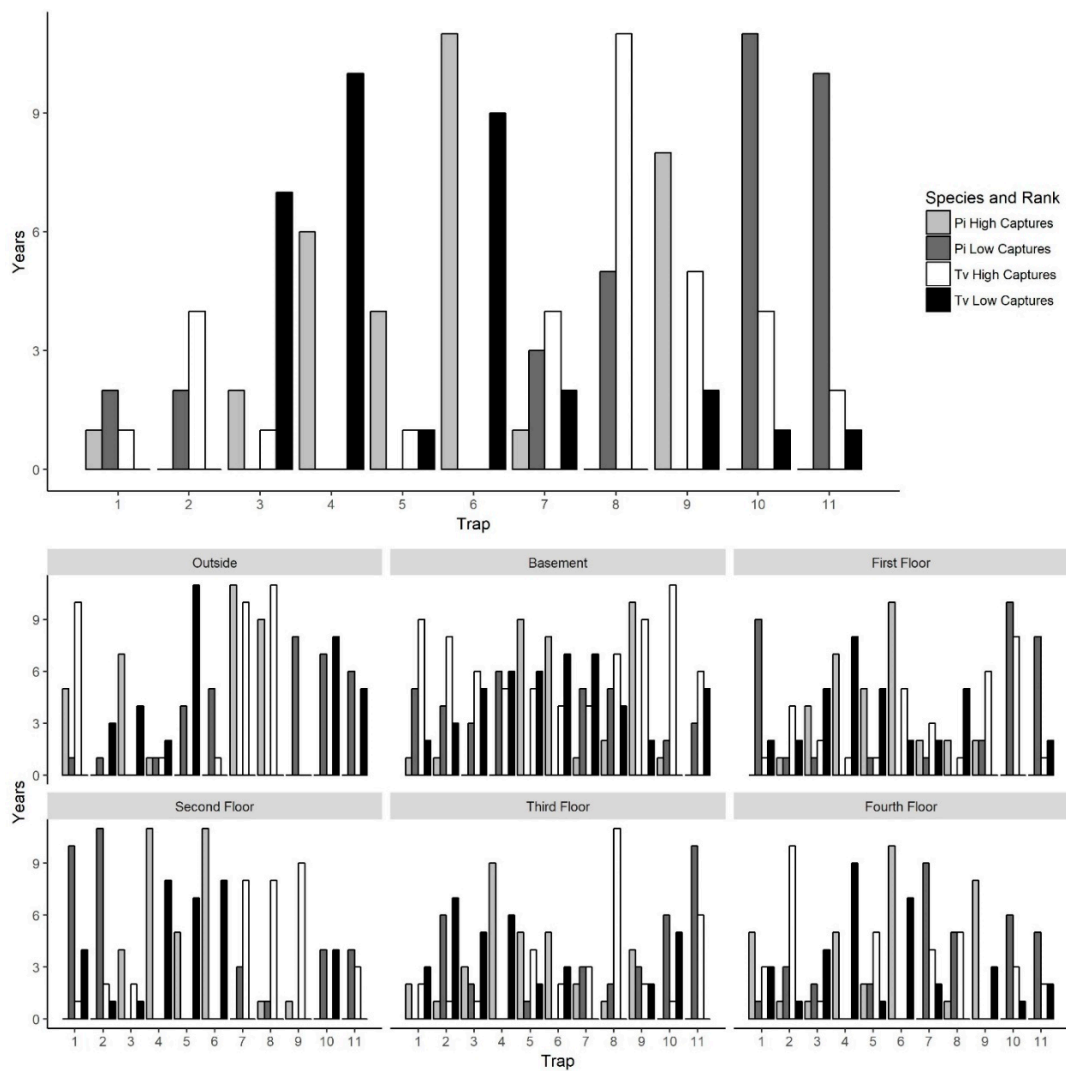 9
6
3
0
Years
1 2 3 4 5 6 7 8 9 10 11
Trap
Species and Rank
Pi High Captures
Pi Low Captures
Tv High Captures
Tv Low Captures
Outside Basement First Floor
9
6
3
0
Second Floor Third Floor Fourth Floor
Years
9
6
3
0
1 2 3 4 5 6 7 8 9 10 11 1 2 3 4 5 6 7 8 9 10 11 1 2 3 4 5 6 7 8 9 10 11
Trap